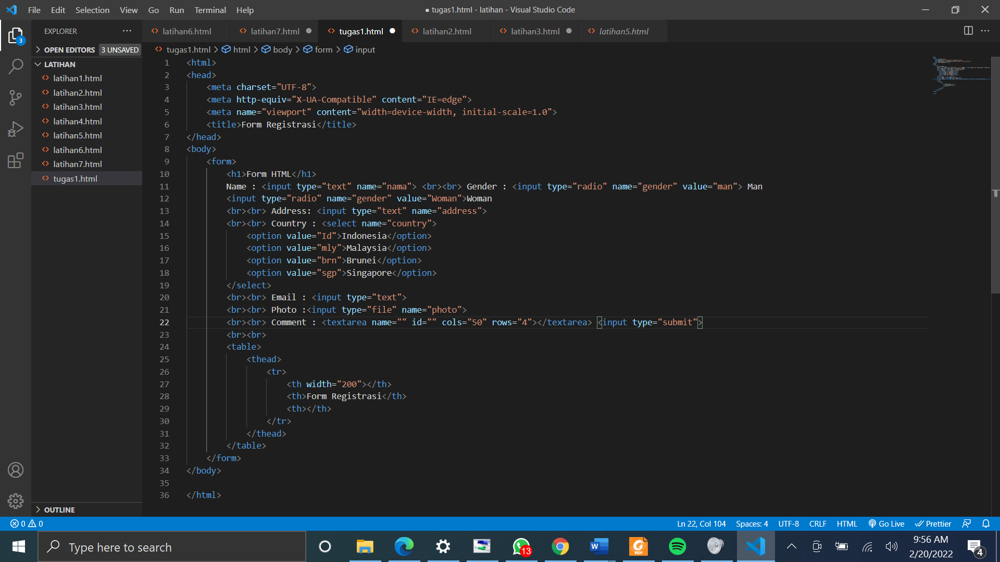 File Edit Selection View Go Run Terminal Help
● tugas1.html - latihan - Visual Studio Code
3
EXPLORER
OPEN EDITORS 3 UNSAVED
LATIHAN
latihan1.html
latihan2.html
latihan3.html
latihan4.html
latihan5.html
latihan6.html
latihan7.html
tugas1.html
OUTLINE
latihan6.html latihan7.html tugas1.html latihan2.html latihan3.html latihan5.html
tugas1.html > html > body > form > input
1 <html>
2 <head>
3 <meta charset="UTF-8">
4 <meta http-equiv="X-UA-Compatible" content="IE=edge">
5 <meta name="viewport" content="width=device-width, initial-scale=1.0">
6 <title>Form Registrasi</title>
7 </head>
8 <body>
9 <form>
10 <h1>Form HTML</h1>
11 Name : <input type="text" name="nama"> <br><br> Gender : <input type="radio" name="gender" value="man"> Man
12 <input type="radio" name="gender" value="Woman">Woman
13 <br><br> Address: <input type="text" name="address">
14 <br><br> Country : <select name="country">
15 <option value="Id">Indonesia</option>
16 <option value="mly">Malaysia</option>
17 <option value="brn">Brunei</option>
18 <option value="sgp">Singapore</option>
19 </select>
20 <br><br> Email : <input type="text">
21 <br><br> Photo :<input type="file" name="photo">
22 <br><br> Comment : <textarea name="" id="" cols="50" rows="4"></textarea> <input type="submit">
23 <br><br>
24 <table>
25 <thead>
26 <tr>
27 <th width="200"></th>
28 <th>Form Registrasi</th>
29 <th></th>
30 </tr>
31 </thead>
32 </table>
33 </form>
34 </body>
35
36 </html>
0 0 Ln 22, Col 104 Spaces: 4 UTF-8 CRLF HTML Go Live Prettier
Type here to search
13
W
PDF
9:56 AM
2/20/2022
4